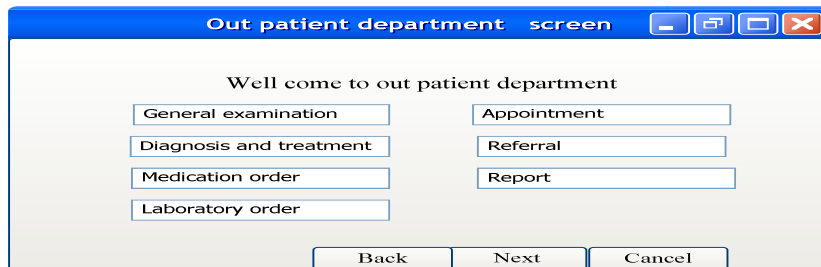 Out patient department screen
Well come to out patient department
General examination
Appointment
Diagnosis and treatment
Referral
Medication order
Report
Laboratory order
Back Next Cancel